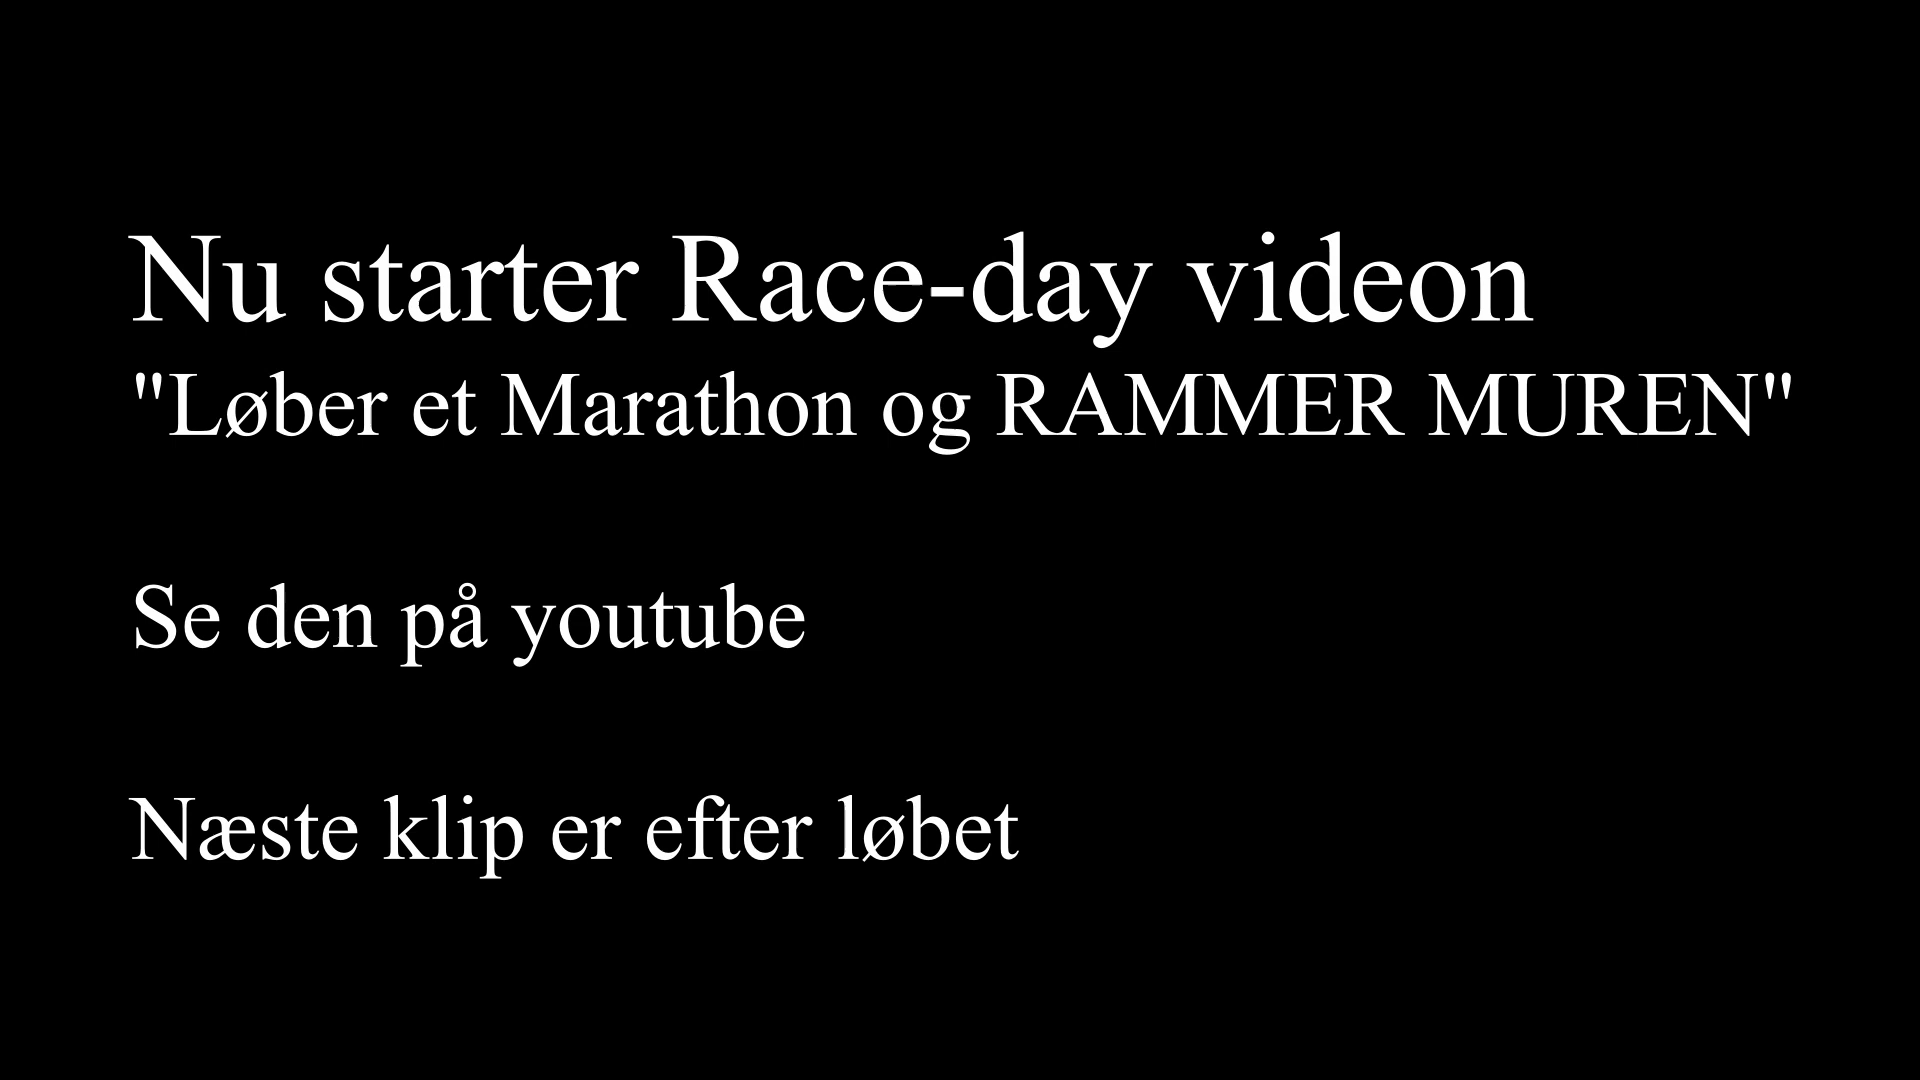 Nu starter Race-day videon
"Løber et Marathon og RAMMER MUREN"
Se den på youtube
Næste klip er efter løbet